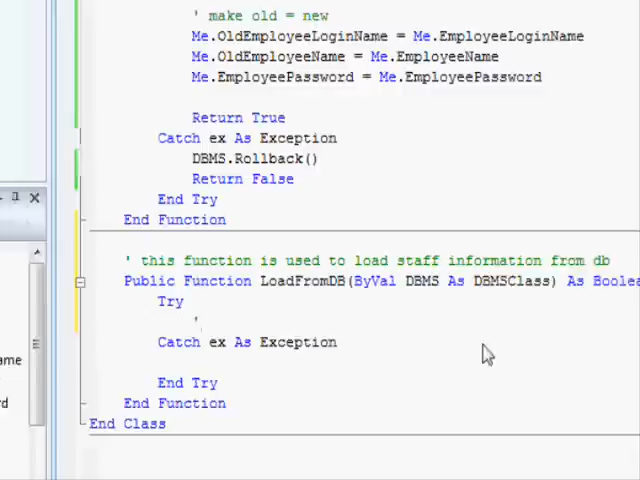 ' make old = new
Me.OldEmployeeLoginName = Me.EmployeeLoginName
Me.OldEmployeeName = Me.EmployeeName
Me.EmployeePassword = Me.EmployeePassword
Return True
Catch ex As Exception
DBMS.Rollback()
Return False
End Try
End Function
' this function is used to load staff information from db
Public Function LoadFromDB(ByVal DBMS As DBMSClass) As Boolea
Try
'
Catch ex As Exception
ame
End Try
rd
End Function
End Class